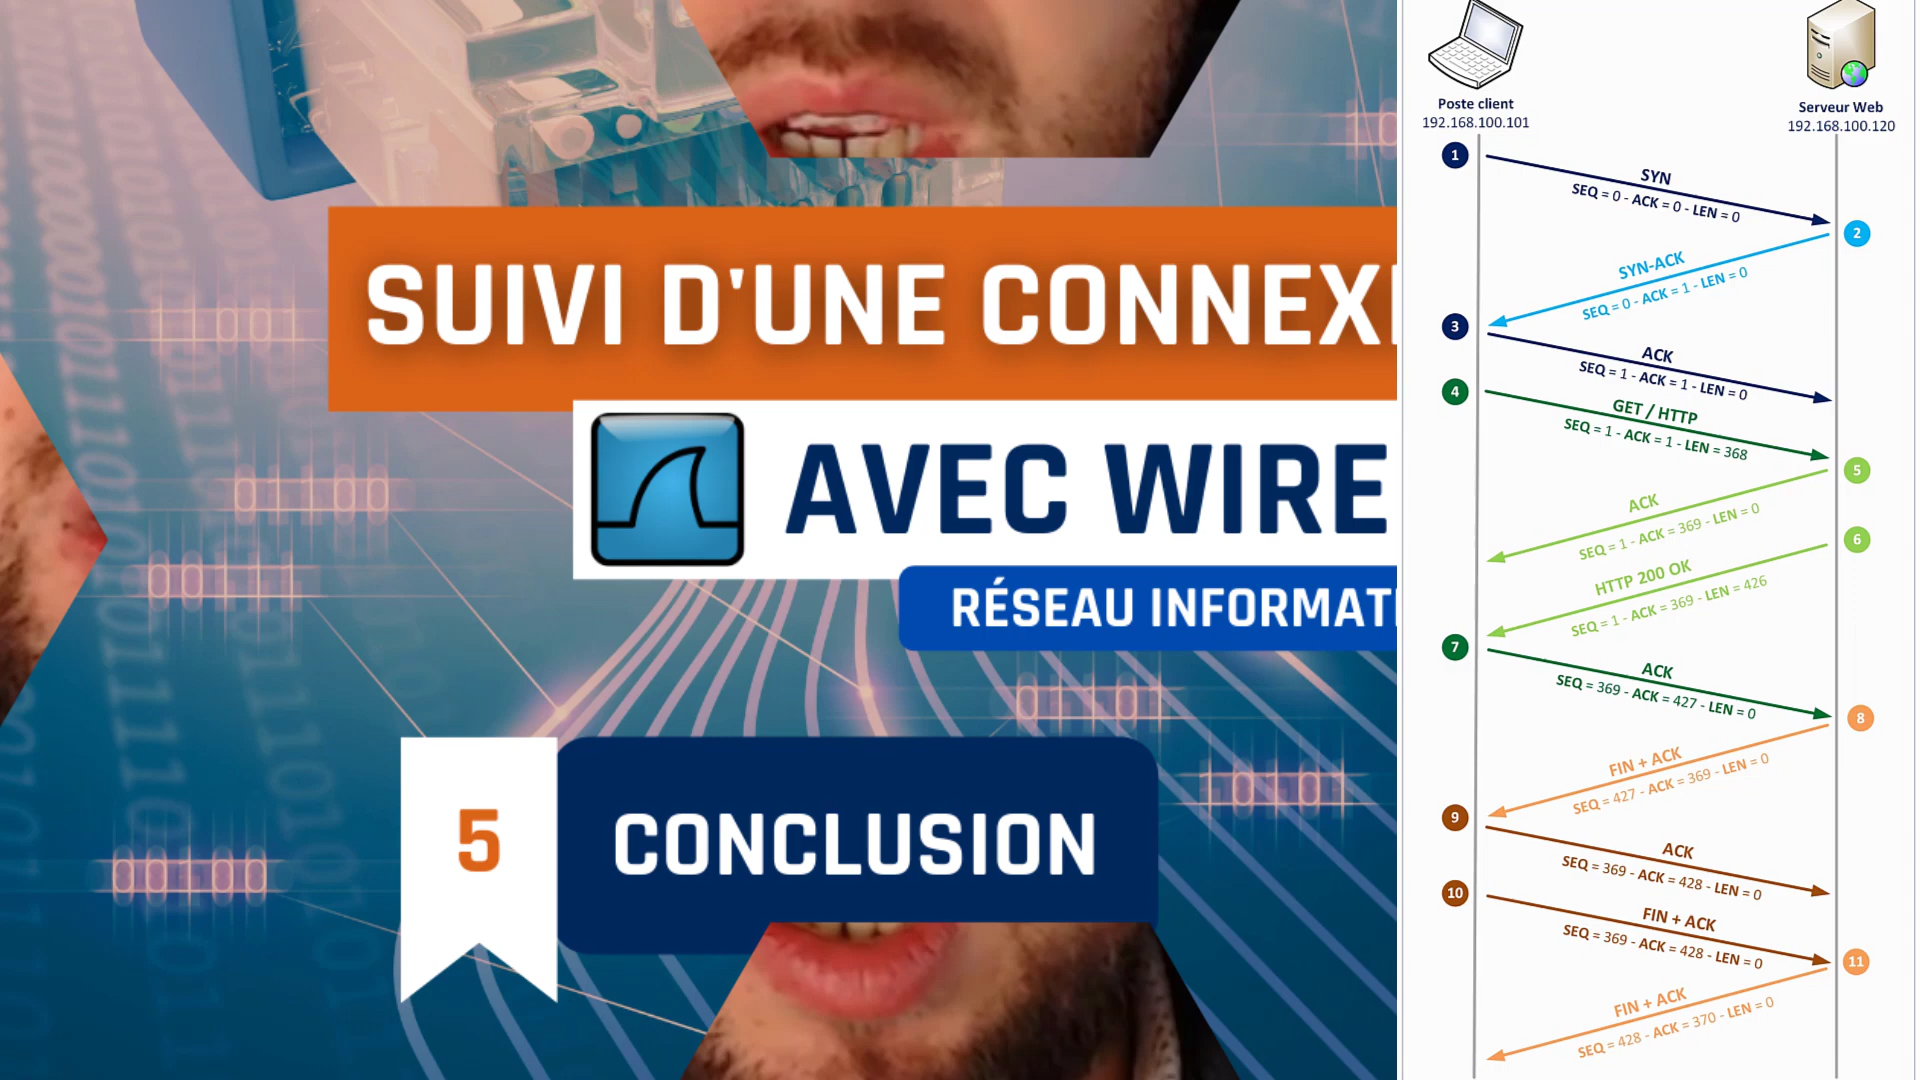 SUIVI D'UNE CONNEXI
AVEC WIRE
RÉSEAU INFORMATI
5
CONCLUSION
Poste client
192.168.100.101
Serveur Web
192.168.100.120
1
SYN
SEQ = 0 - ACK = 0 - LEN = 0
2
SYN-ACK
SEQ = 0 - ACK = 1 - LEN = 0
3
ACK
SEQ = 1 - ACK = 1 - LEN = 0
4
GET / HTTP
SEQ = 1 - ACK = 1 - LEN = 368
5
ACK
SEQ = 1 - ACK = 369 - LEN = 0
6
HTTP 200 OK
SEQ = 1 - ACK = 369 - LEN = 426
7
ACK
SEQ = 369 - ACK = 427 - LEN = 0
8
FIN + ACK
SEQ = 427 - ACK = 369 - LEN = 0
9
ACK
SEQ = 369 - ACK = 428 - LEN = 0
10
FIN + ACK
SEQ = 369 - ACK = 428 - LEN = 0
11
FIN + ACK
SEQ = 428 - ACK = 370 - LEN = 0